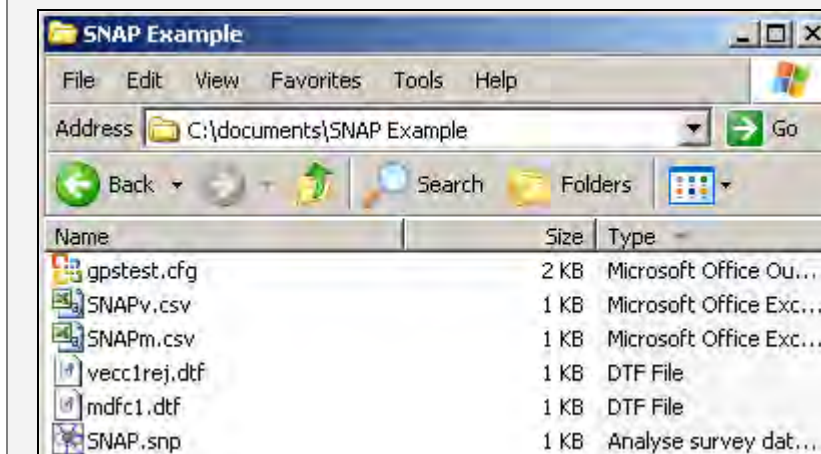 SNAP Example
File Edit View Favorites Tools Help
Address C:\documents\SNAP Example Go
Back Search Folders
Name Size Type
gpstest.cfg 2 KB Microsoft Office Ou...
SNAPv.csv 1 KB Microsoft Office Exc...
SNAPm.csv 1 KB Microsoft Office Exc...
vecc1rej.dtf 1 KB DTF File
mdfc1.dtf 1 KB DTF File
SNAP.snp 1 KB Analyse survey dat...